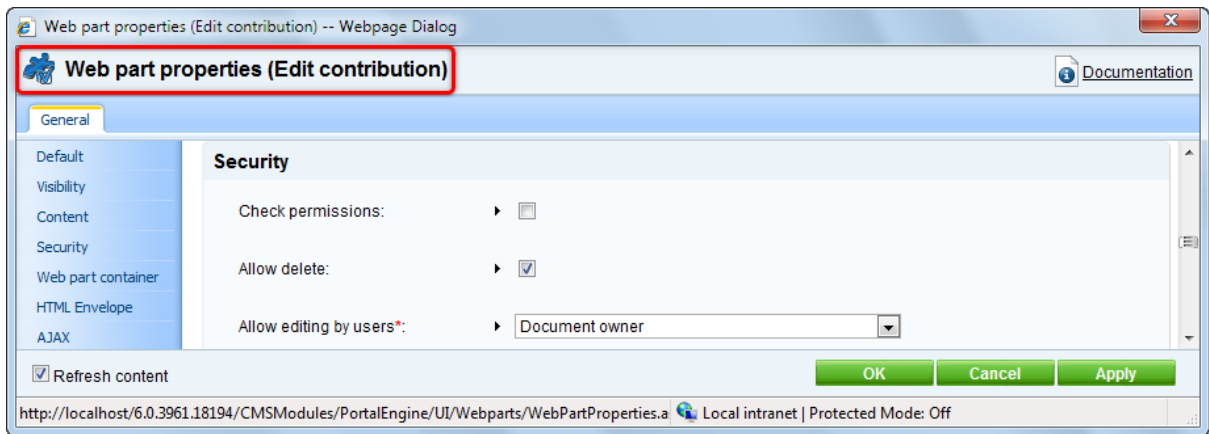 Web part properties (Edit contribution) -- Webpage Dialog
Web part properties (Edit contribution)
Documentation
General
Default
Visibility
Content
Security
Web part container
HTML Envelope
AJAX
Security
Check permissions:
Allow delete:
Allow editing by users*:
Document owner
Refresh content
OK
Cancel
Apply
http://localhost/6.0.3961.18194/CMSModules/PortalEngine/UI/Webparts/WebPartProperties.a
Local intranet | Protected Mode: Off